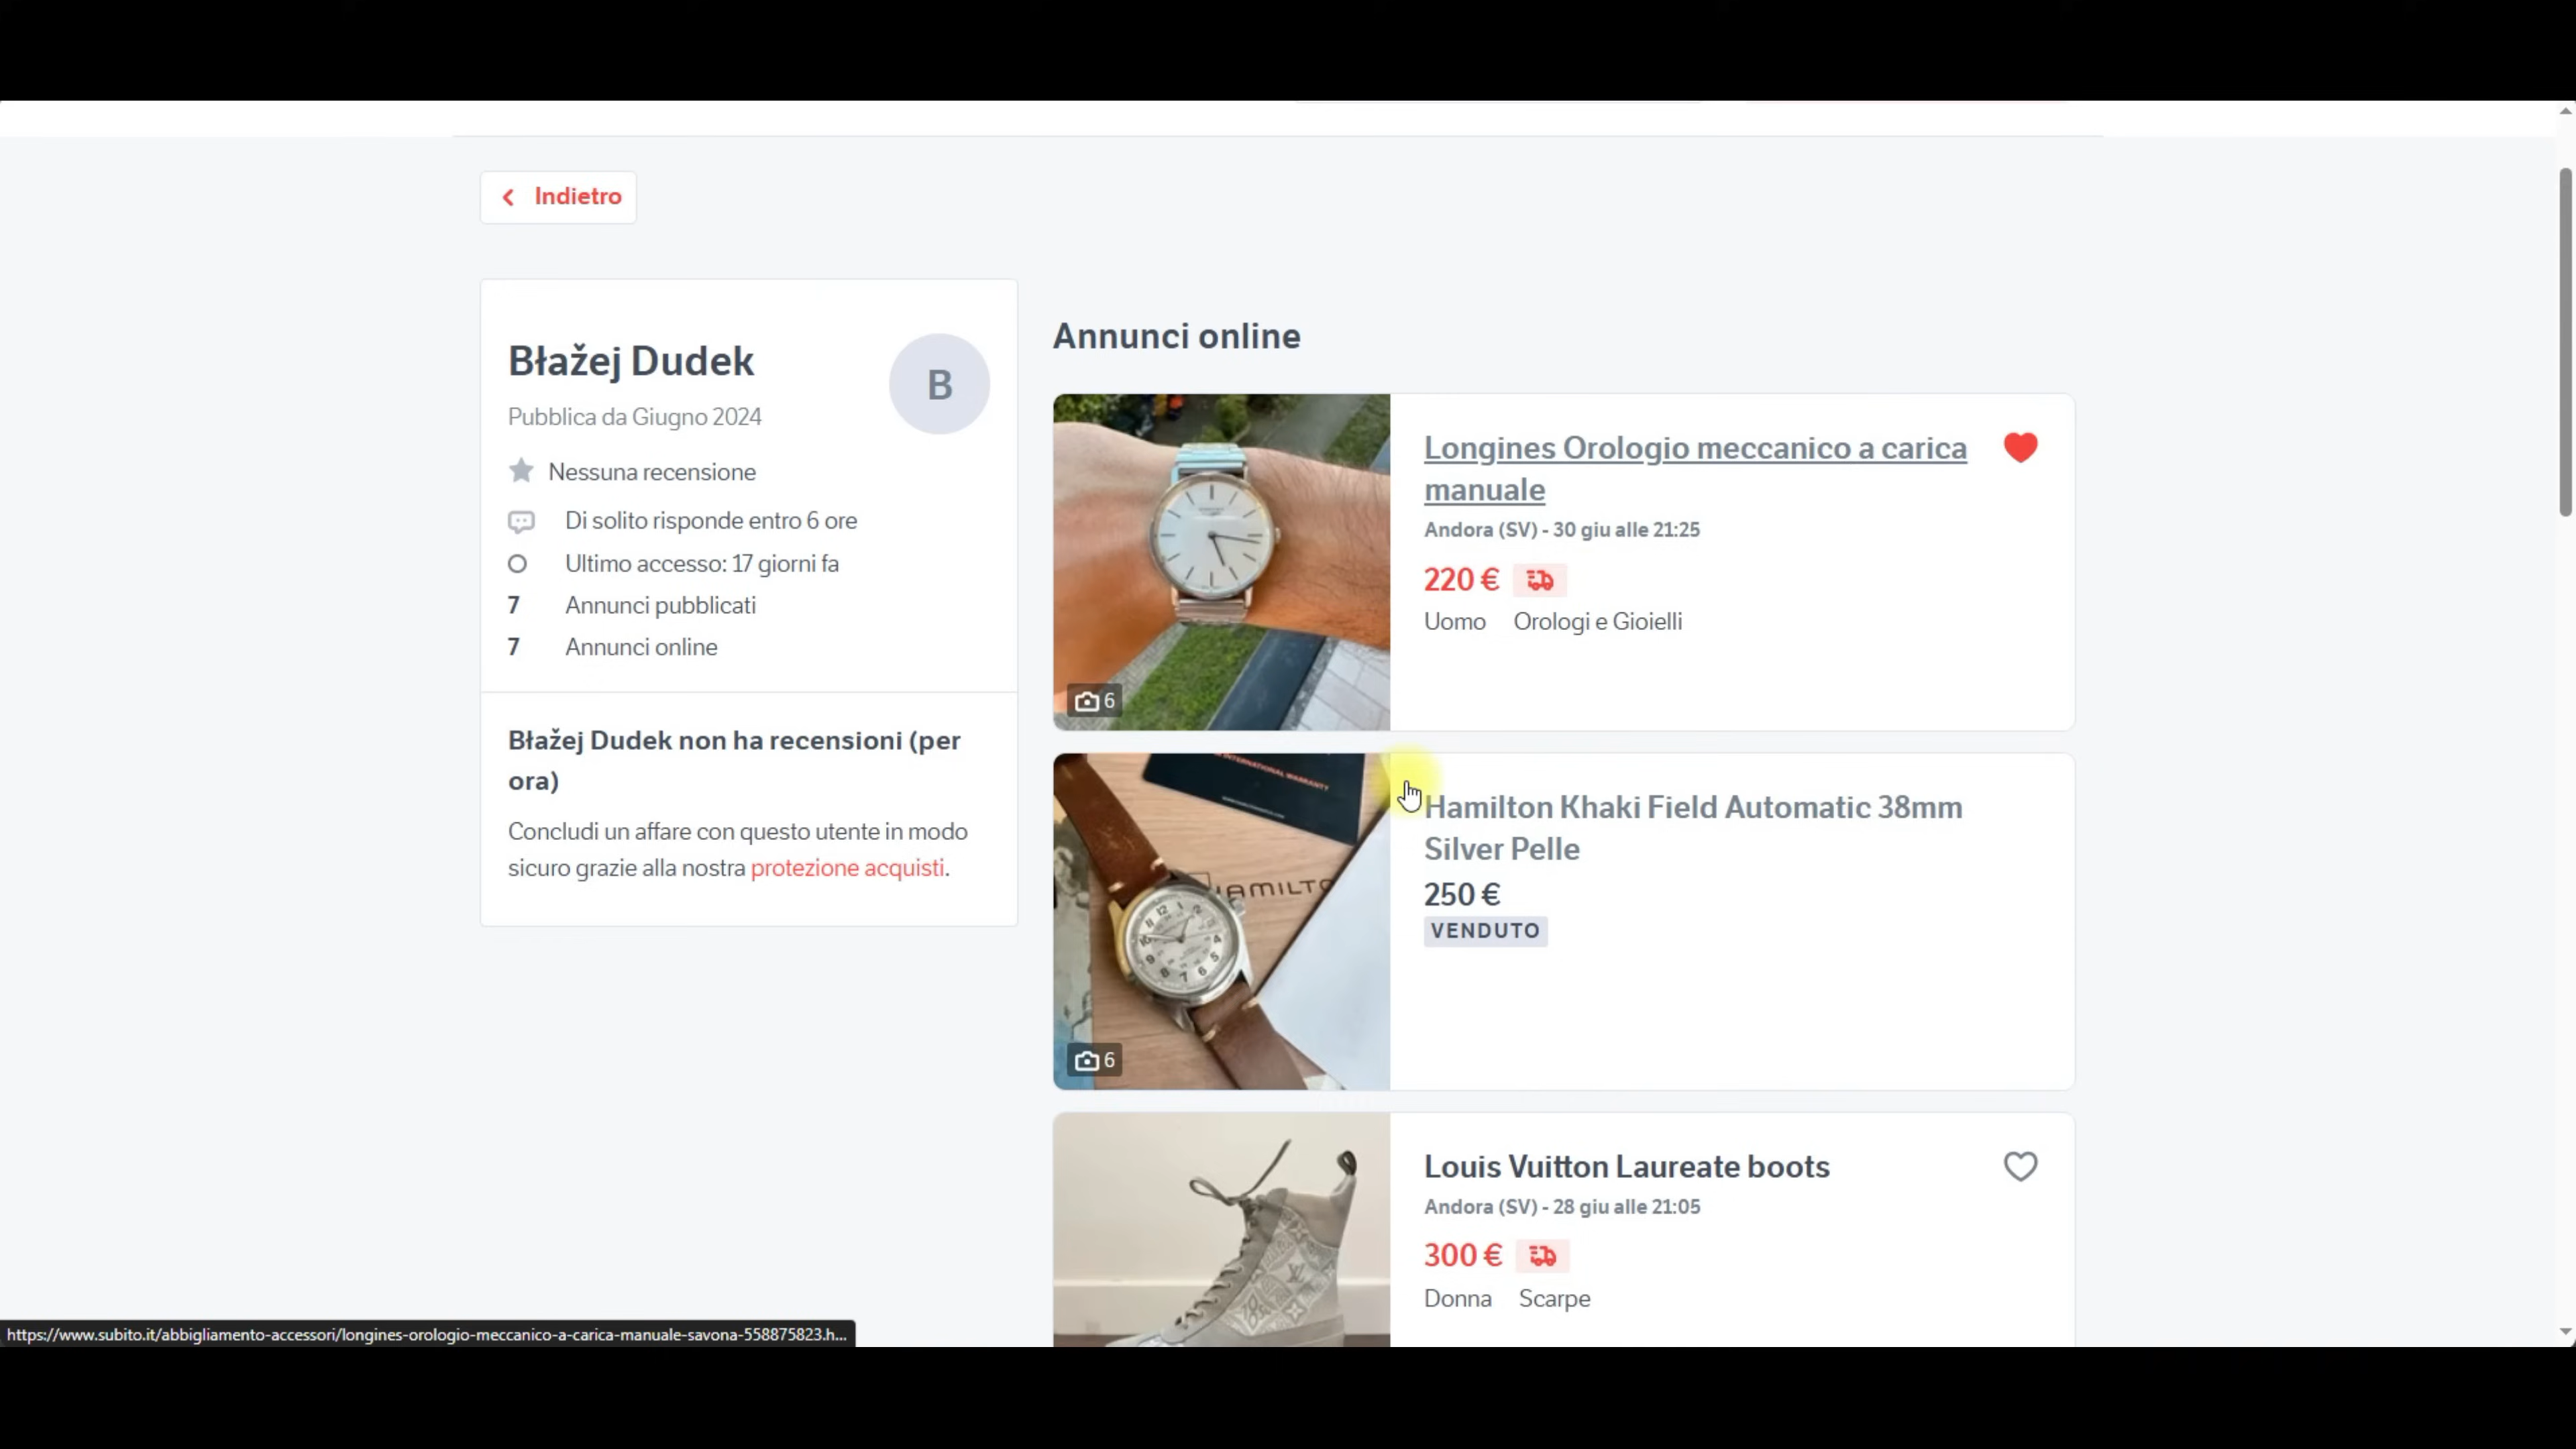 Indietro
Błažej Dudek
B
Pubblica da Giugno 2024
Nessuna recensione
Di solito risponde entro 6 ore
Ultimo accesso: 17 giorni fa
7 Annunci pubblicati
7 Annunci online
Błažej Dudek non ha recensioni (per
ora)
Concludi un affare con questo utente in modo
sicuro grazie alla nostra protezione acquisti.
Annunci online
6
Longines Orologio meccanico a carica
manuale
Andora (SV) - 30 giu alle 21:25
220 €
Uomo Orologi e Gioielli
INTERNATIONAL WARRANTY
6
Hamilton Khaki Field Automatic 38mm
Silver Pelle
250 €
VENDUTO
Louis Vuitton Laureate boots
Andora (SV) - 28 giu alle 21:05
300 €
Donna Scarpe
https://www.subito.it/abbigliamento-accessori/longines-orologio-meccanico-a-carica-manuale-savona-558875823.h...